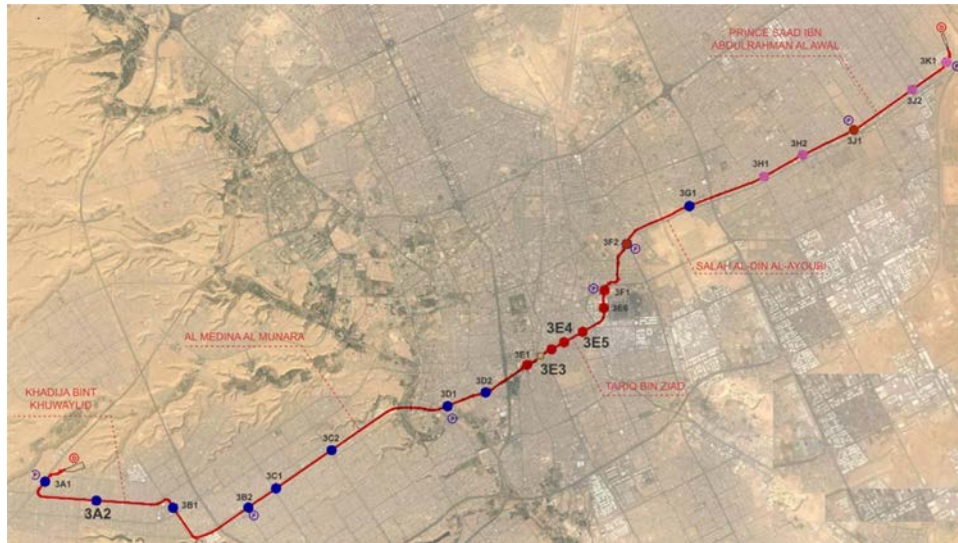 PRINCE SAAD IBN
ABDULRAHMAN AL AWAL
D
3K1
P
3J2
P
3J1
3H2
3H1
3G1
3F2
P
SALAH AL-DIN AL-AYOUBI
P
3F1
3E6
3E4
3E5
AL MEDINA AL MUNARA
3E1
3E3
TARIQ BIN ZIAD
KHADIJA BINT
KHUWAYLID
3D2
3D1
P
3C2
D
P
3A1
3C1
3A2
3B1
3B2
P